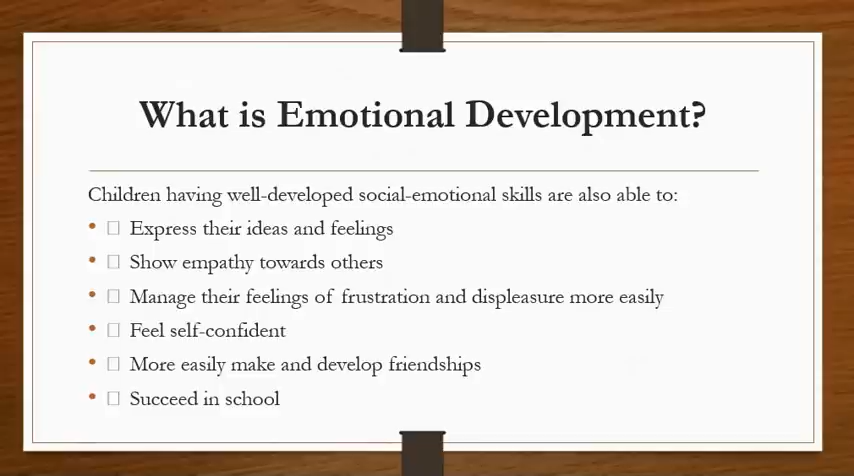 What is Emotional Development?
Children having well-developed social-emotional skills are also able to:
• □ Express their ideas and feelings
• □ Show empathy towards others
• □ Manage their feelings of frustration and displeasure more easily
• □ Feel self-confident
• □ More easily make and develop friendships
• □ Succeed in school